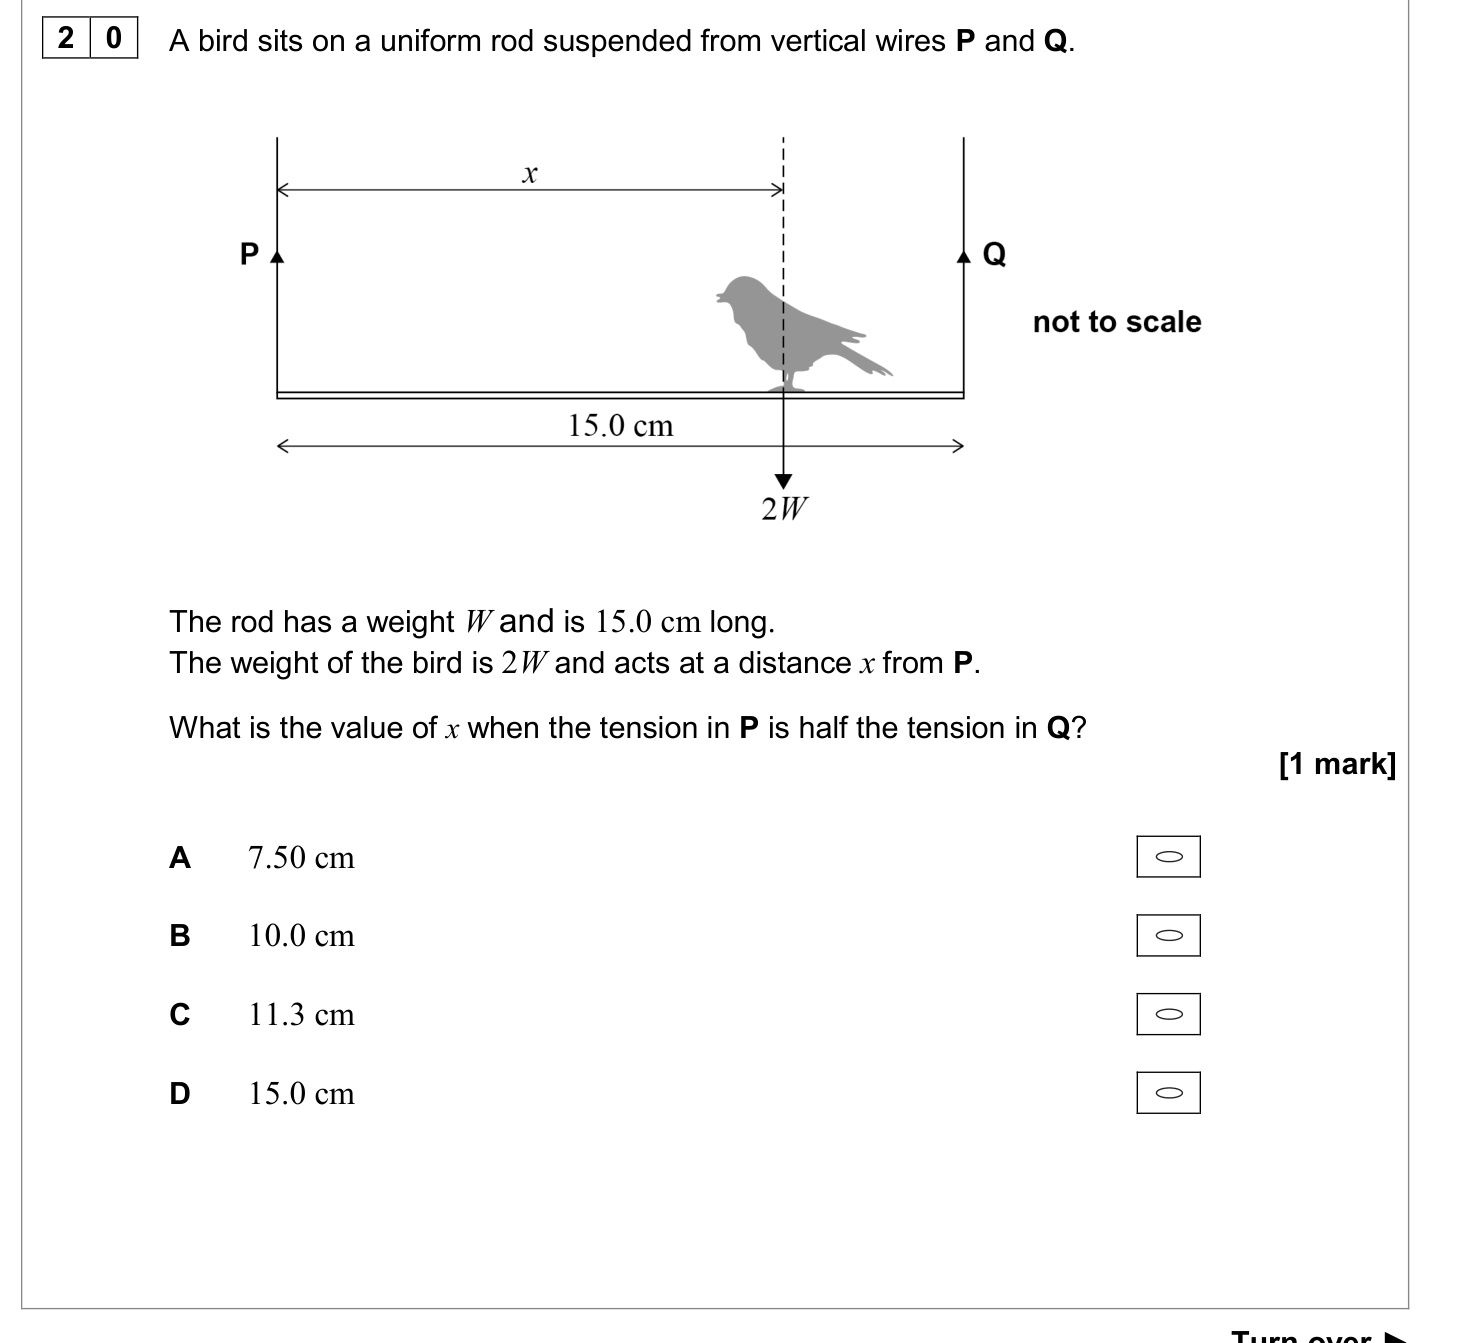 2 0 A bird sits on a uniform rod suspended from vertical wires P and Q.
x
P
Q
not to scale
15.0 cm
2W
The rod has a weight W and is 15.0 cm long.
The weight of the bird is 2W and acts at a distance x from P.
What is the value of x when the tension in P is half the tension in Q?
[1 mark]
A 7.50 cm
B 10.0 cm
C 11.3 cm
D 15.0 cm
Turn over